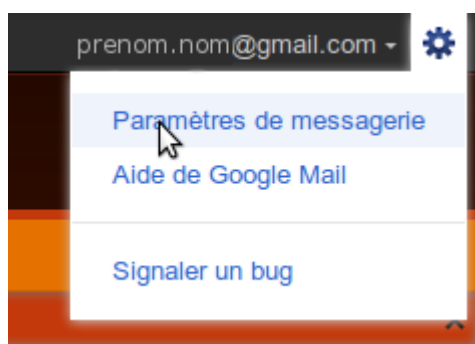 prenom.nom@gmail.com
Paramètres de messagerie
Aide de Google Mail
Signaler un bug